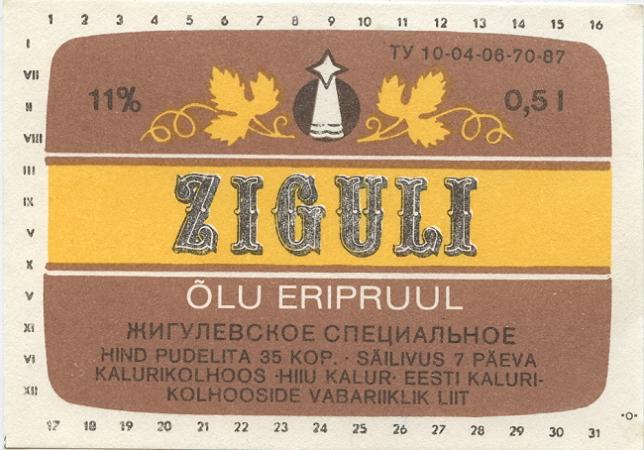 1 2 3 4 5 6 7 8 9 10 11 12 13 14 15 16
I
VII
II
VIII
III
IX
V
X
V
XI
VI
XII
ТУ 10-04-06-70-87
11% 0,5 l
ZIGULI
ÕLU ERIPRUUL
ЖИГУЛЕВСКОЕ СПЕЦИАЛЬНОЕ
HIND PUDELITA 35 KOP. · SÄILIVUS 7 PÄEVA
KALURIKOLHOOS ·HIIU KALUR· EESTI KALURI-
KOLHOOSIDE VABARIIKLIK LIIT
17 18 19 20 21 22 23 24 25 26 27 28 29 30 31
·O·